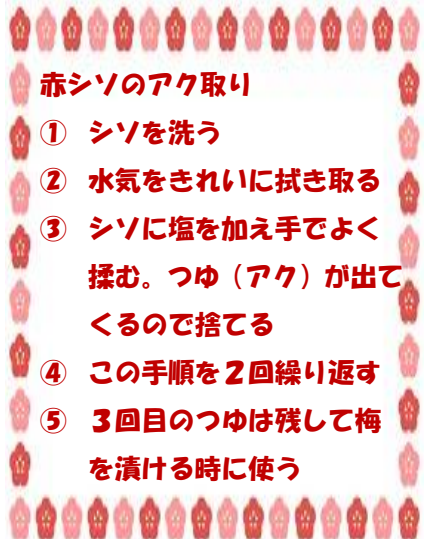 赤シソのアク取り
① シソを洗う
② 水気をきれいに拭き取る
③ シソに塩を加え手でよく
揉む。つゆ（アク）が出て
くるので捨てる
④ この手順を２回繰り返す
⑤ ３回目のつゆは残して梅
を漬ける時に使う